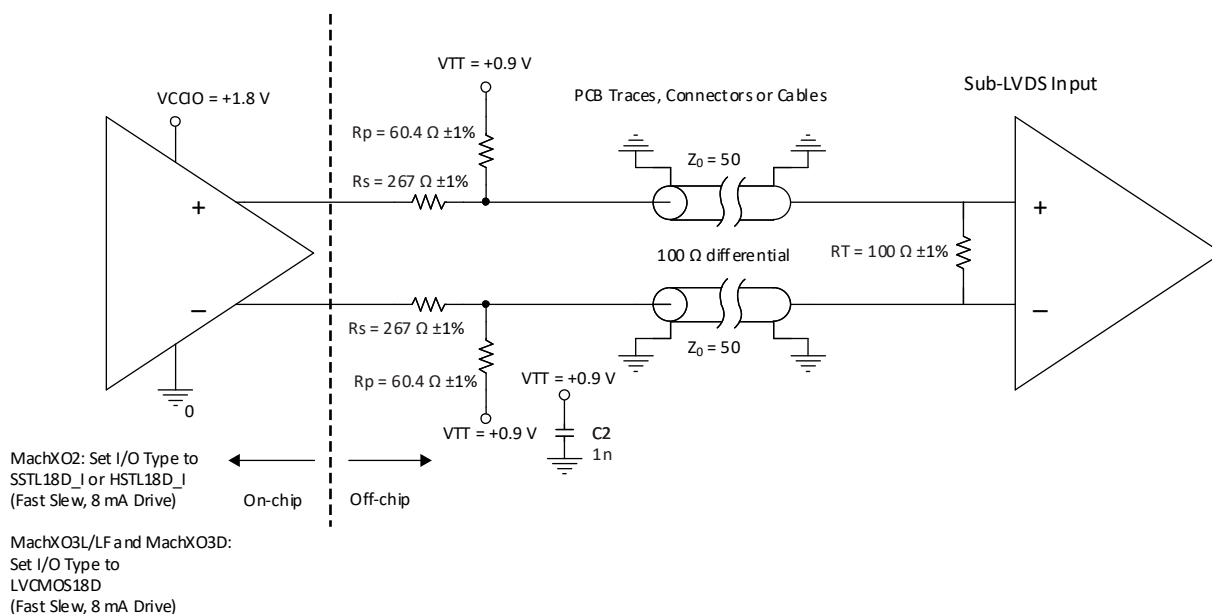 VTT = +0.9 V
VCCIO = +1.8 V
PCB Traces, Connectors or Cables
Sub-LVDS Input
Rp = 60.4 Ω ±1%
Z0 = 50
Rs = 267 Ω ±1%
+
+
100 Ω differential
RT = 100 Ω ±1%
−
−
Rs = 267 Ω ±1%
Z0 = 50
Rp = 60.4 Ω ±1%
VTT = +0.9 V
0
VTT = +0.9 V
C2
1n
MachXO2: Set I/O Type to
SSTL18D_I or HSTL18D_I
(Fast Slew, 8 mA Drive)
On-chip
Off-chip
MachXO3L/LF and MachXO3D:
Set I/O Type to
LVCMOS18D
(Fast Slew, 8 mA Drive)